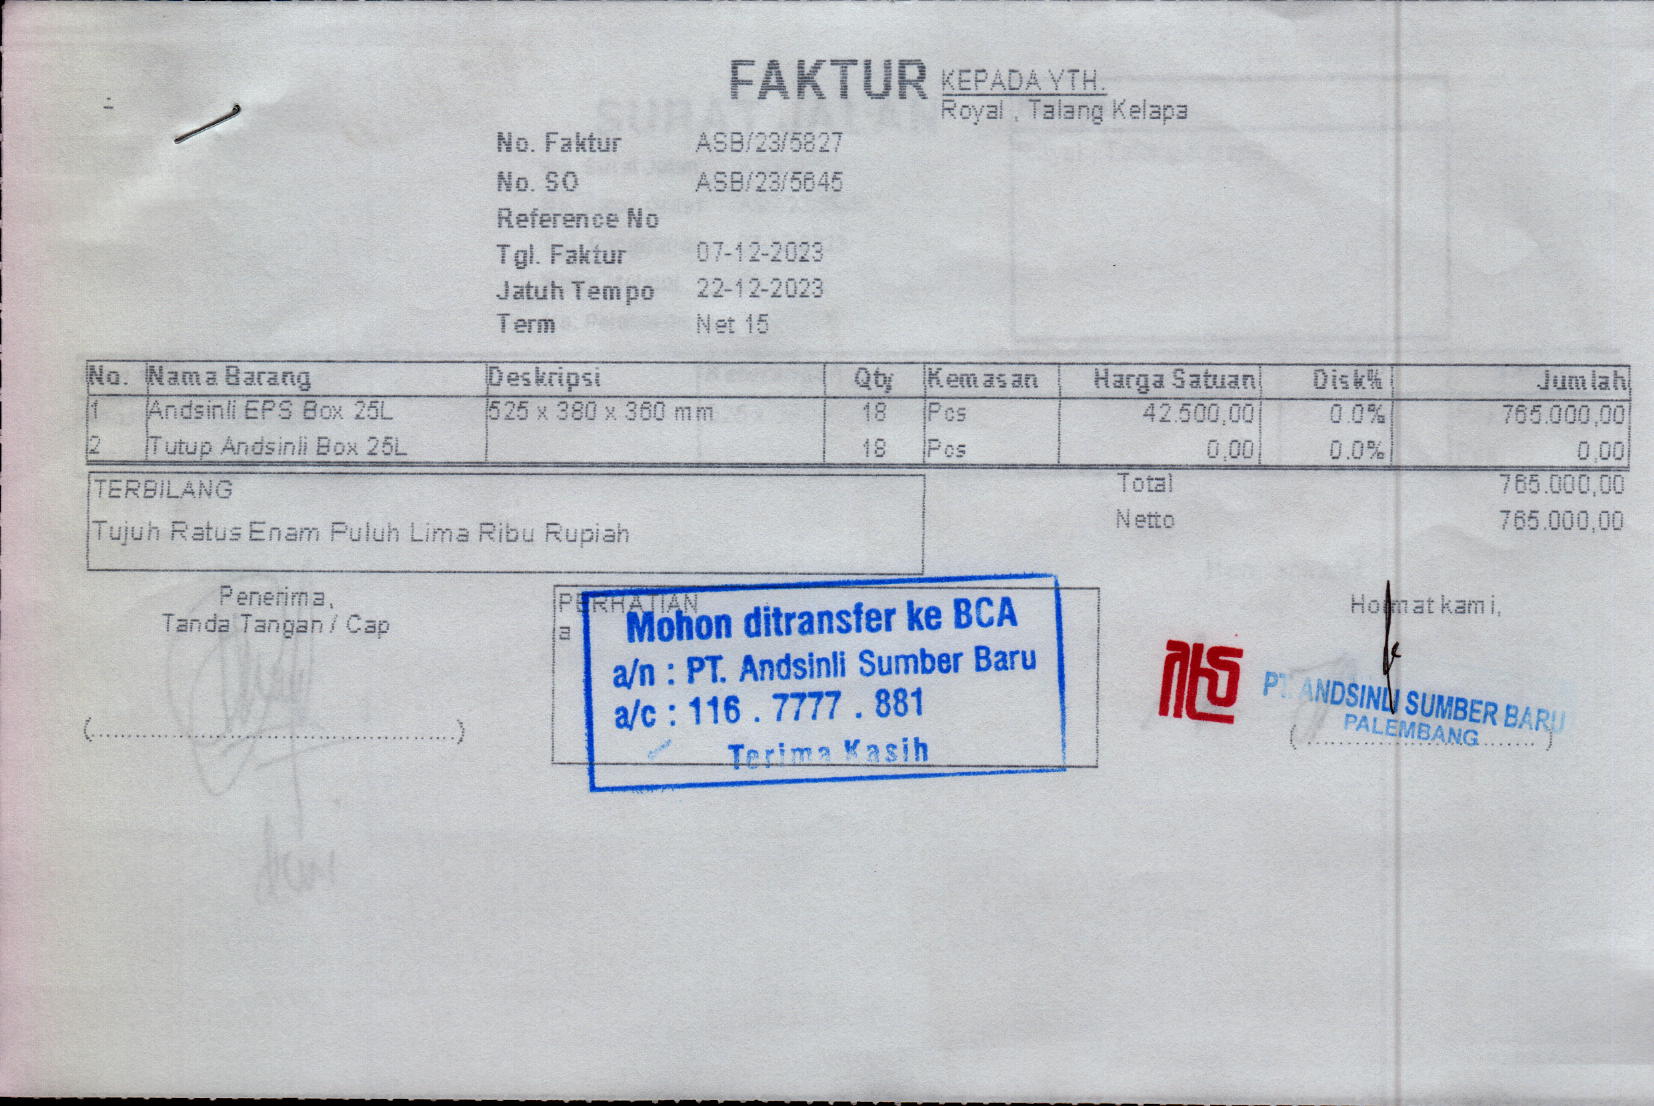 FAKTUR
KEPADA YTH.
Royal , Talang Kelapa
No. Faktur ASB/23/5827
No. SO ASB/23/5645
Reference No
Tgl. Faktur 07-12-2023
Jatuh Tempo 22-12-2023
Term Net 15
No. Nama Barang Deskripsi Qty Kemasan Harga Satuan Disk% Jumlah
1 Andsinli EPS Box 25L 525 x 380 x 360 mm 18 Pcs 42.500,00 0.0% 765.000,00
2 Tutup Andsinli Box 25L 18 Pcs 0,00 0.0% 0,00
TERBILANG
Tujuh Ratus Enam Puluh Lima Ribu Rupiah
Total 765.000,00
Netto 765.000,00
Penerima,
Tanda Tangan / Cap
(........................................................)
PERHATIAN
a
Mohon ditransfer ke BCA
a/n : PT. Andsinli Sumber Baru
a/c : 116 . 7777 . 881
Terima Kasih
Hormat kami,
PT. ANDSINLI SUMBER BARU
PALEMBANG
(........................................)